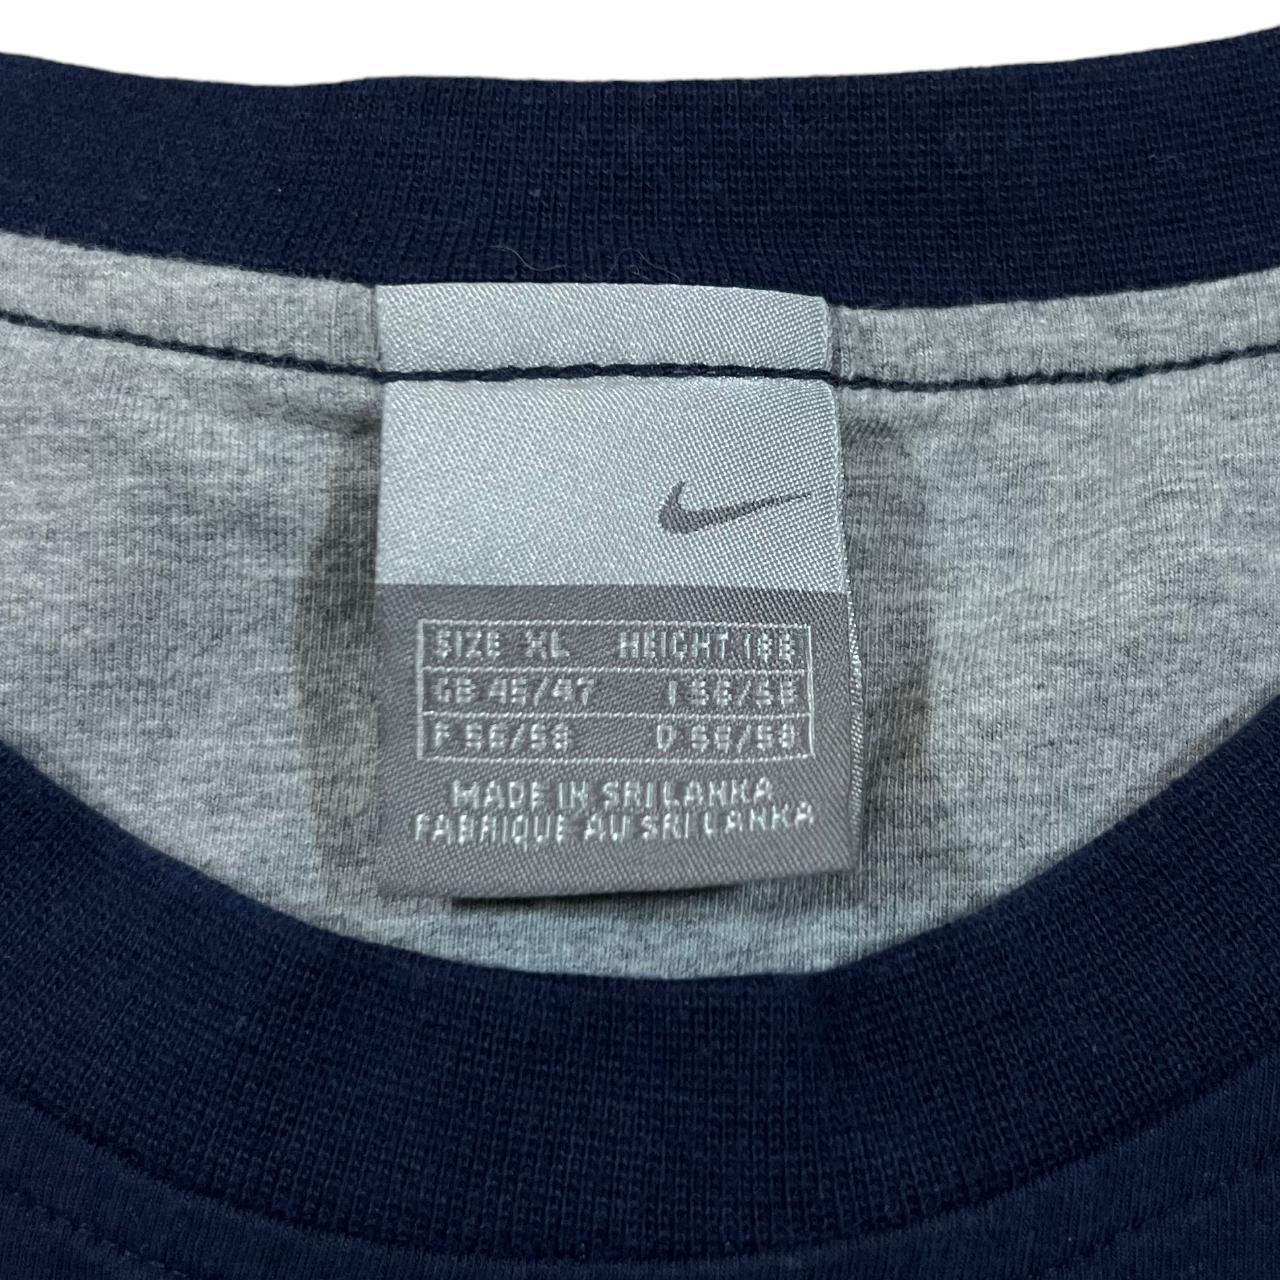 SIZE XL HEIGHT 188
GB 45/47 I 56/58
F 56/58 D 56/58
MADE IN SRI LANKA
FABRIQUE AU SRI LANKA